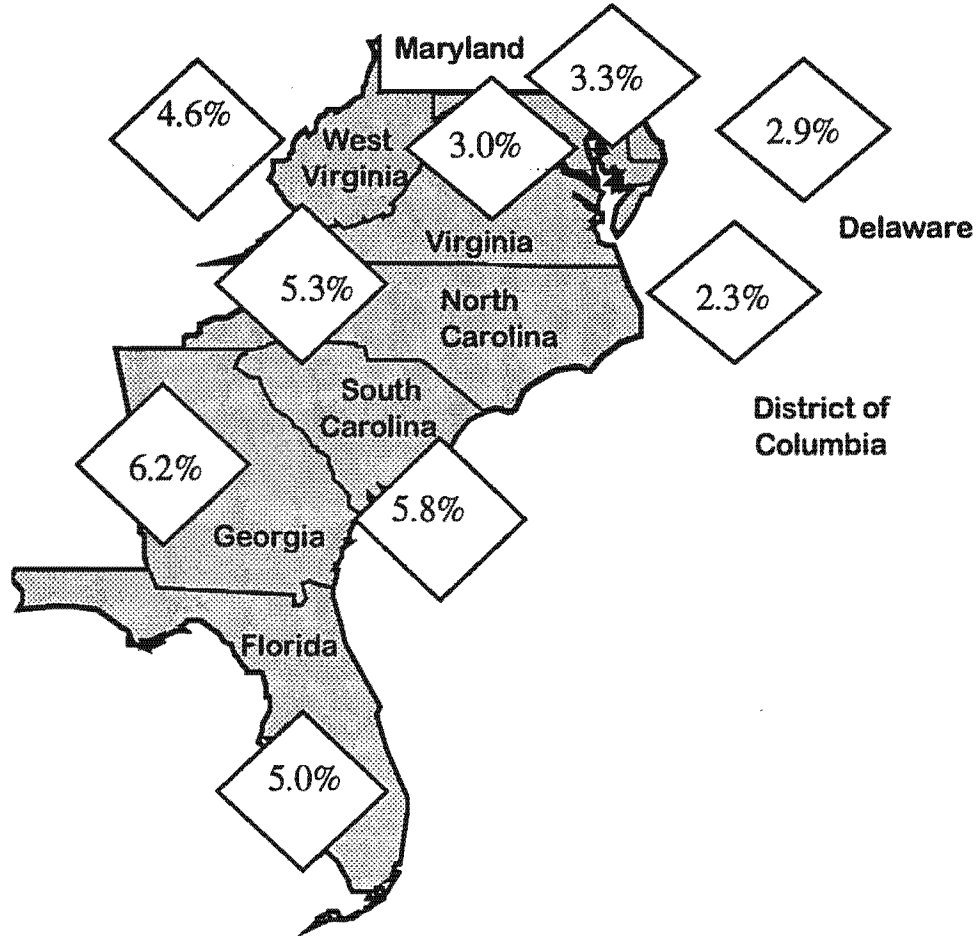 Maryland
3.3%
4.6%
2.9%
West
Virginia
3.0%
Delaware
Virginia
5.3%
2.3%
North
Carolina
South
Carolina
District of
Columbia
6.2%
5.8%
Georgia
Florida
5.0%